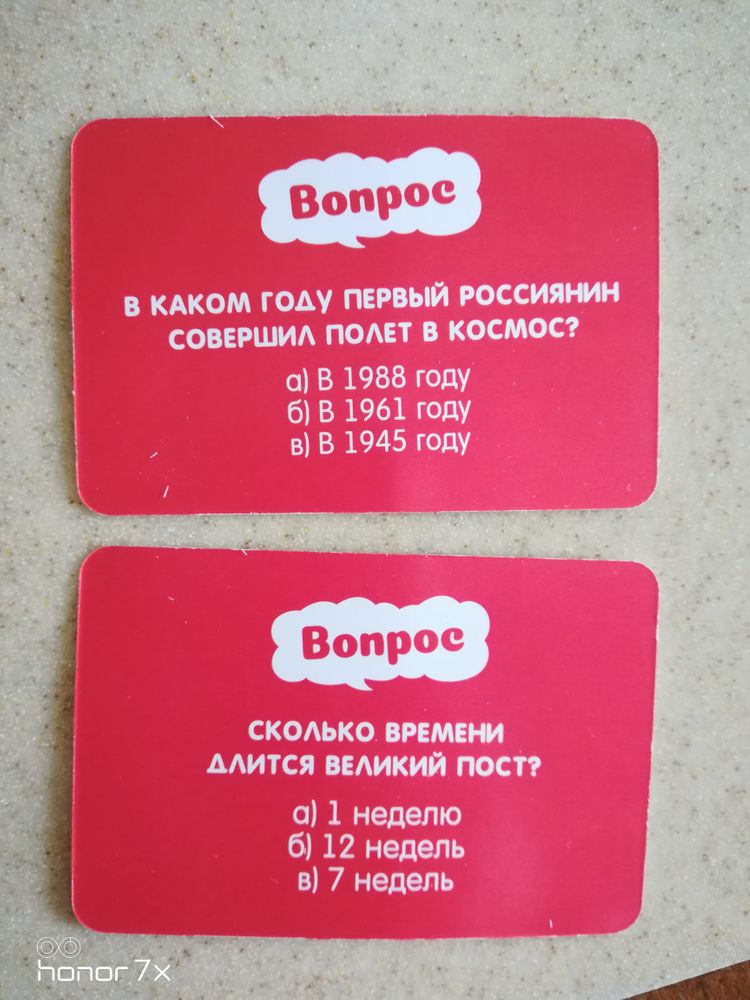 Вопрос
В КАКОМ ГОДУ ПЕРВЫЙ РОССИЯНИН
СОВЕРШИЛ ПОЛЕТ В КОСМОС?
а) В 1988 году
б) В 1961 году
в) В 1945 году
Вопрос
СКОЛЬКО ВРЕМЕНИ
ДЛИТСЯ ВЕЛИКИЙ ПОСТ?
а) 1 неделю
б) 12 недель
в) 7 недель
honor 7x